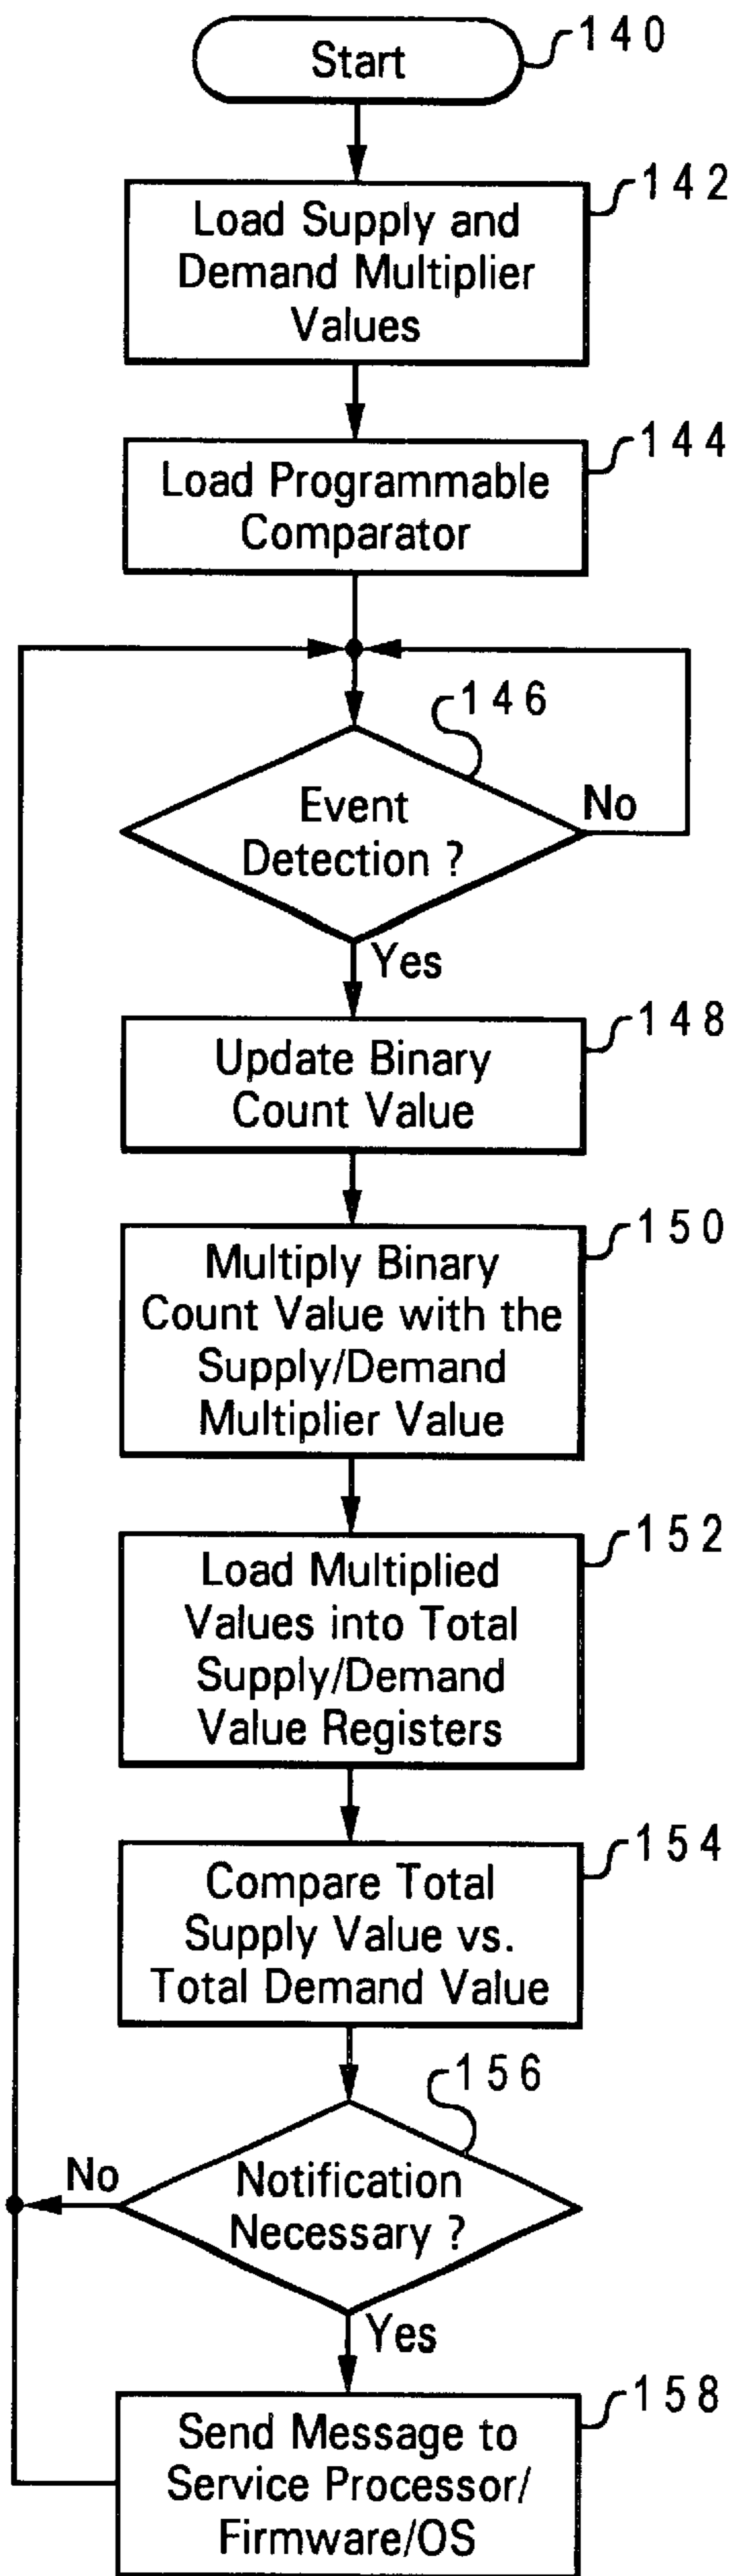 Start
140
Load Supply and
Demand Multiplier
Values
142
Load Programmable
Comparator
144
146
Event
Detection ?
No
Yes
Update Binary
Count Value
148
Multiply Binary
Count Value with the
Supply/Demand
Multiplier Value
150
Load Multiplied
Values into Total
Supply/Demand
Value Registers
152
Compare Total
Supply Value vs.
Total Demand Value
154
156
No
Notification
Necessary ?
Yes
Send Message to
Service Processor/
Firmware/OS
158